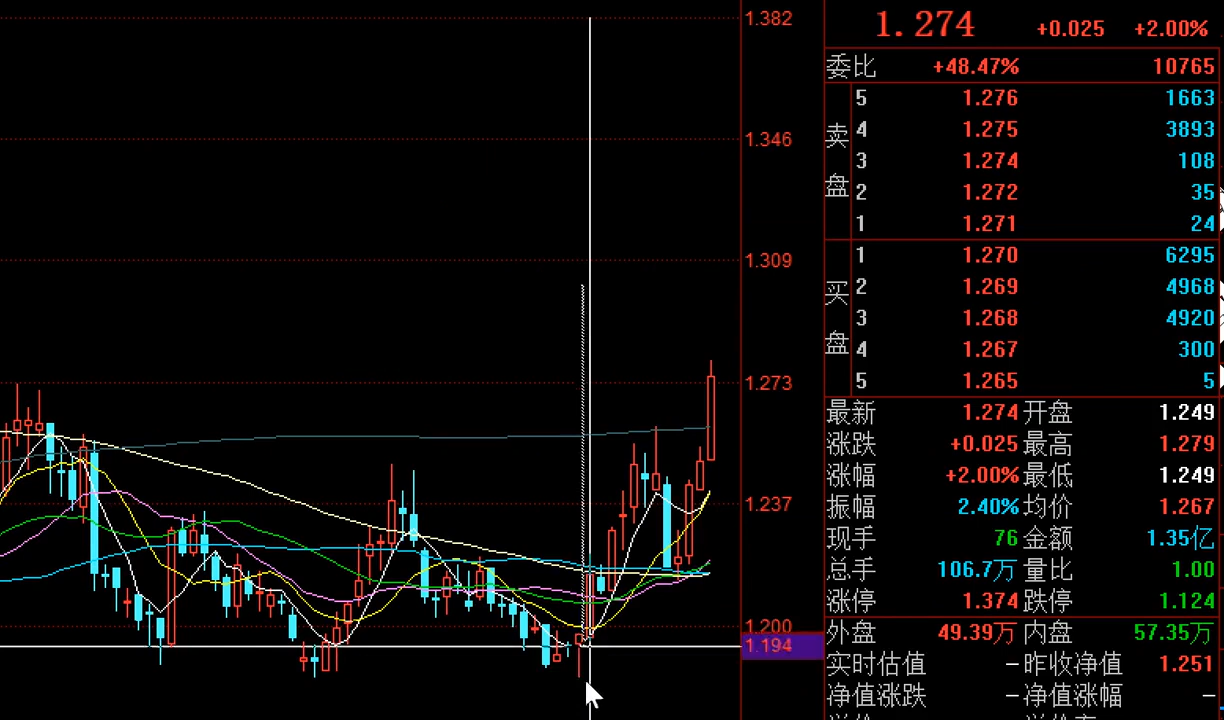 1.382
1.346
1.309
1.273
1.237
1.200
1.194
1.274 +0.025 +2.00%
委比 +48.47% 10765
卖盘
5 1.276 1663
4 1.275 3893
3 1.274 108
2 1.272 35
1 1.271 24
买盘
1 1.270 6295
2 1.269 4968
3 1.268 4920
4 1.267 300
5 1.265 5
最新 1.274 开盘 1.249
涨跌 +0.025 最高 1.279
涨幅 +2.00% 最低 1.249
振幅 2.40% 均价 1.267
现手 76 金额 1.35亿
总手 106.7万 量比 1.00
涨停 1.374 跌停 1.124
外盘 49.39万 内盘 57.35万
实时估值 — 昨收净值 1.251
净值涨跌 — 净值涨幅 —